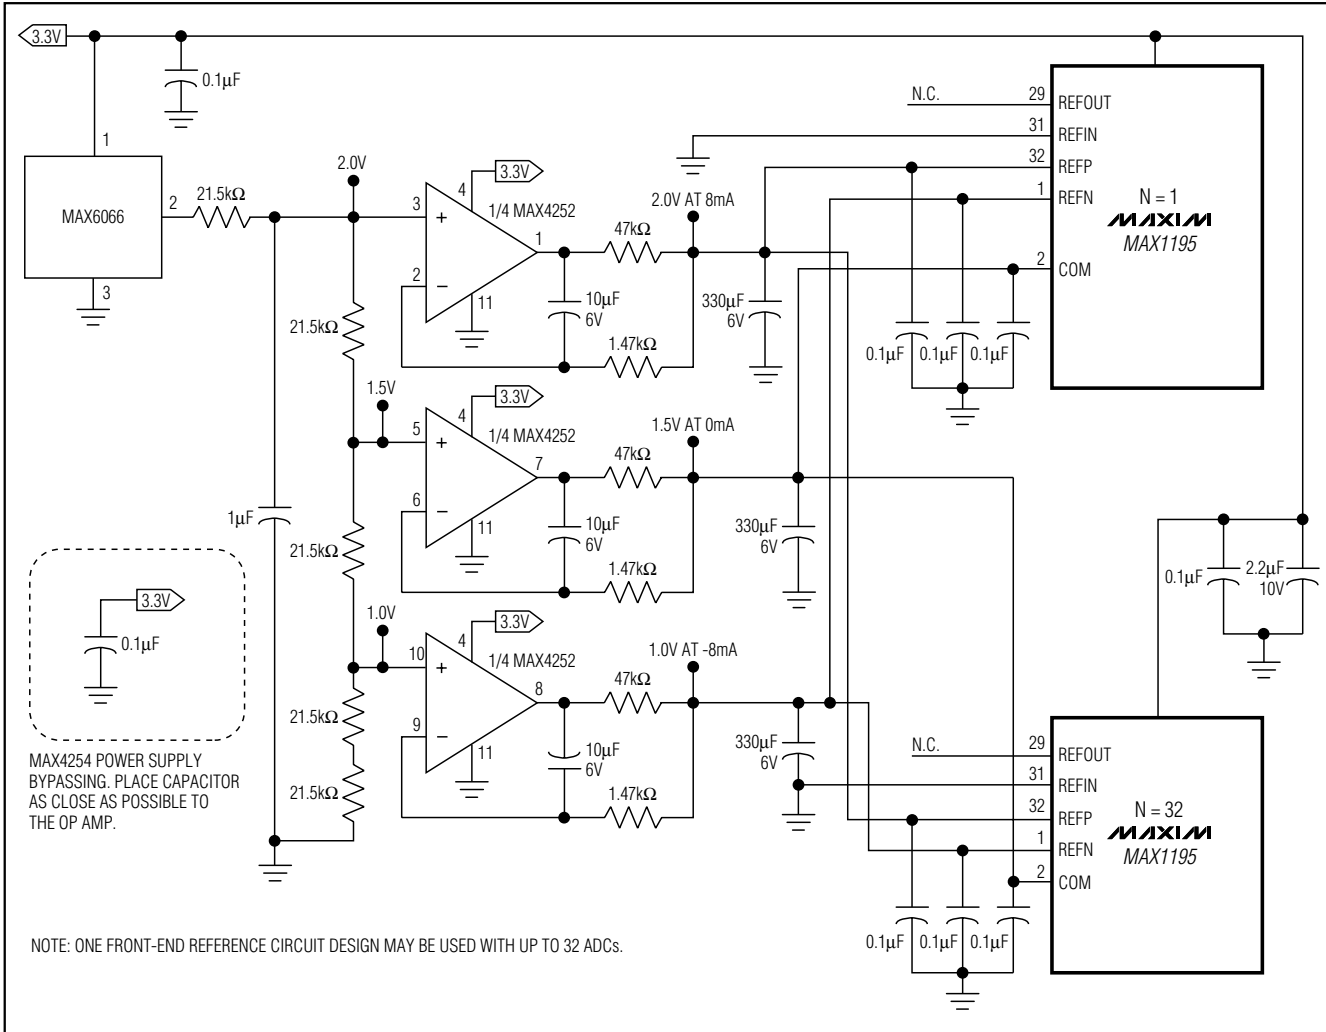 3.3V
0.1µF
1
MAX6066
2
3
21.5kΩ
2.0V
3.3V
4
3
+
1/4 MAX4252
1
2
−
11
47kΩ
10µF
6V
1.47kΩ
2.0V AT 8mA
330µF
6V
21.5kΩ
1.5V
3.3V
4
5
+
1/4 MAX4252
7
6
−
11
47kΩ
10µF
6V
1.47kΩ
1.5V AT 0mA
330µF
6V
1µF
21.5kΩ
1.0V
3.3V
4
10
+
1/4 MAX4252
8
9
−
11
47kΩ
10µF
6V
1.47kΩ
1.0V AT -8mA
330µF
6V
21.5kΩ
21.5kΩ
3.3V
0.1µF
MAX4254 POWER SUPPLY
BYPASSING. PLACE CAPACITOR
AS CLOSE AS POSSIBLE TO
THE OP AMP.
N.C.
29
REFOUT
31
REFIN
32
REFP
1
REFN
2
COM
N = 1
MAXIM
MAX1195
0.1µF
0.1µF
0.1µF
0.1µF
2.2µF
10V
N.C.
29
REFOUT
31
REFIN
32
REFP
1
REFN
2
COM
N = 32
MAXIM
MAX1195
0.1µF
0.1µF
0.1µF
NOTE: ONE FRONT-END REFERENCE CIRCUIT DESIGN MAY BE USED WITH UP TO 32 ADCs.